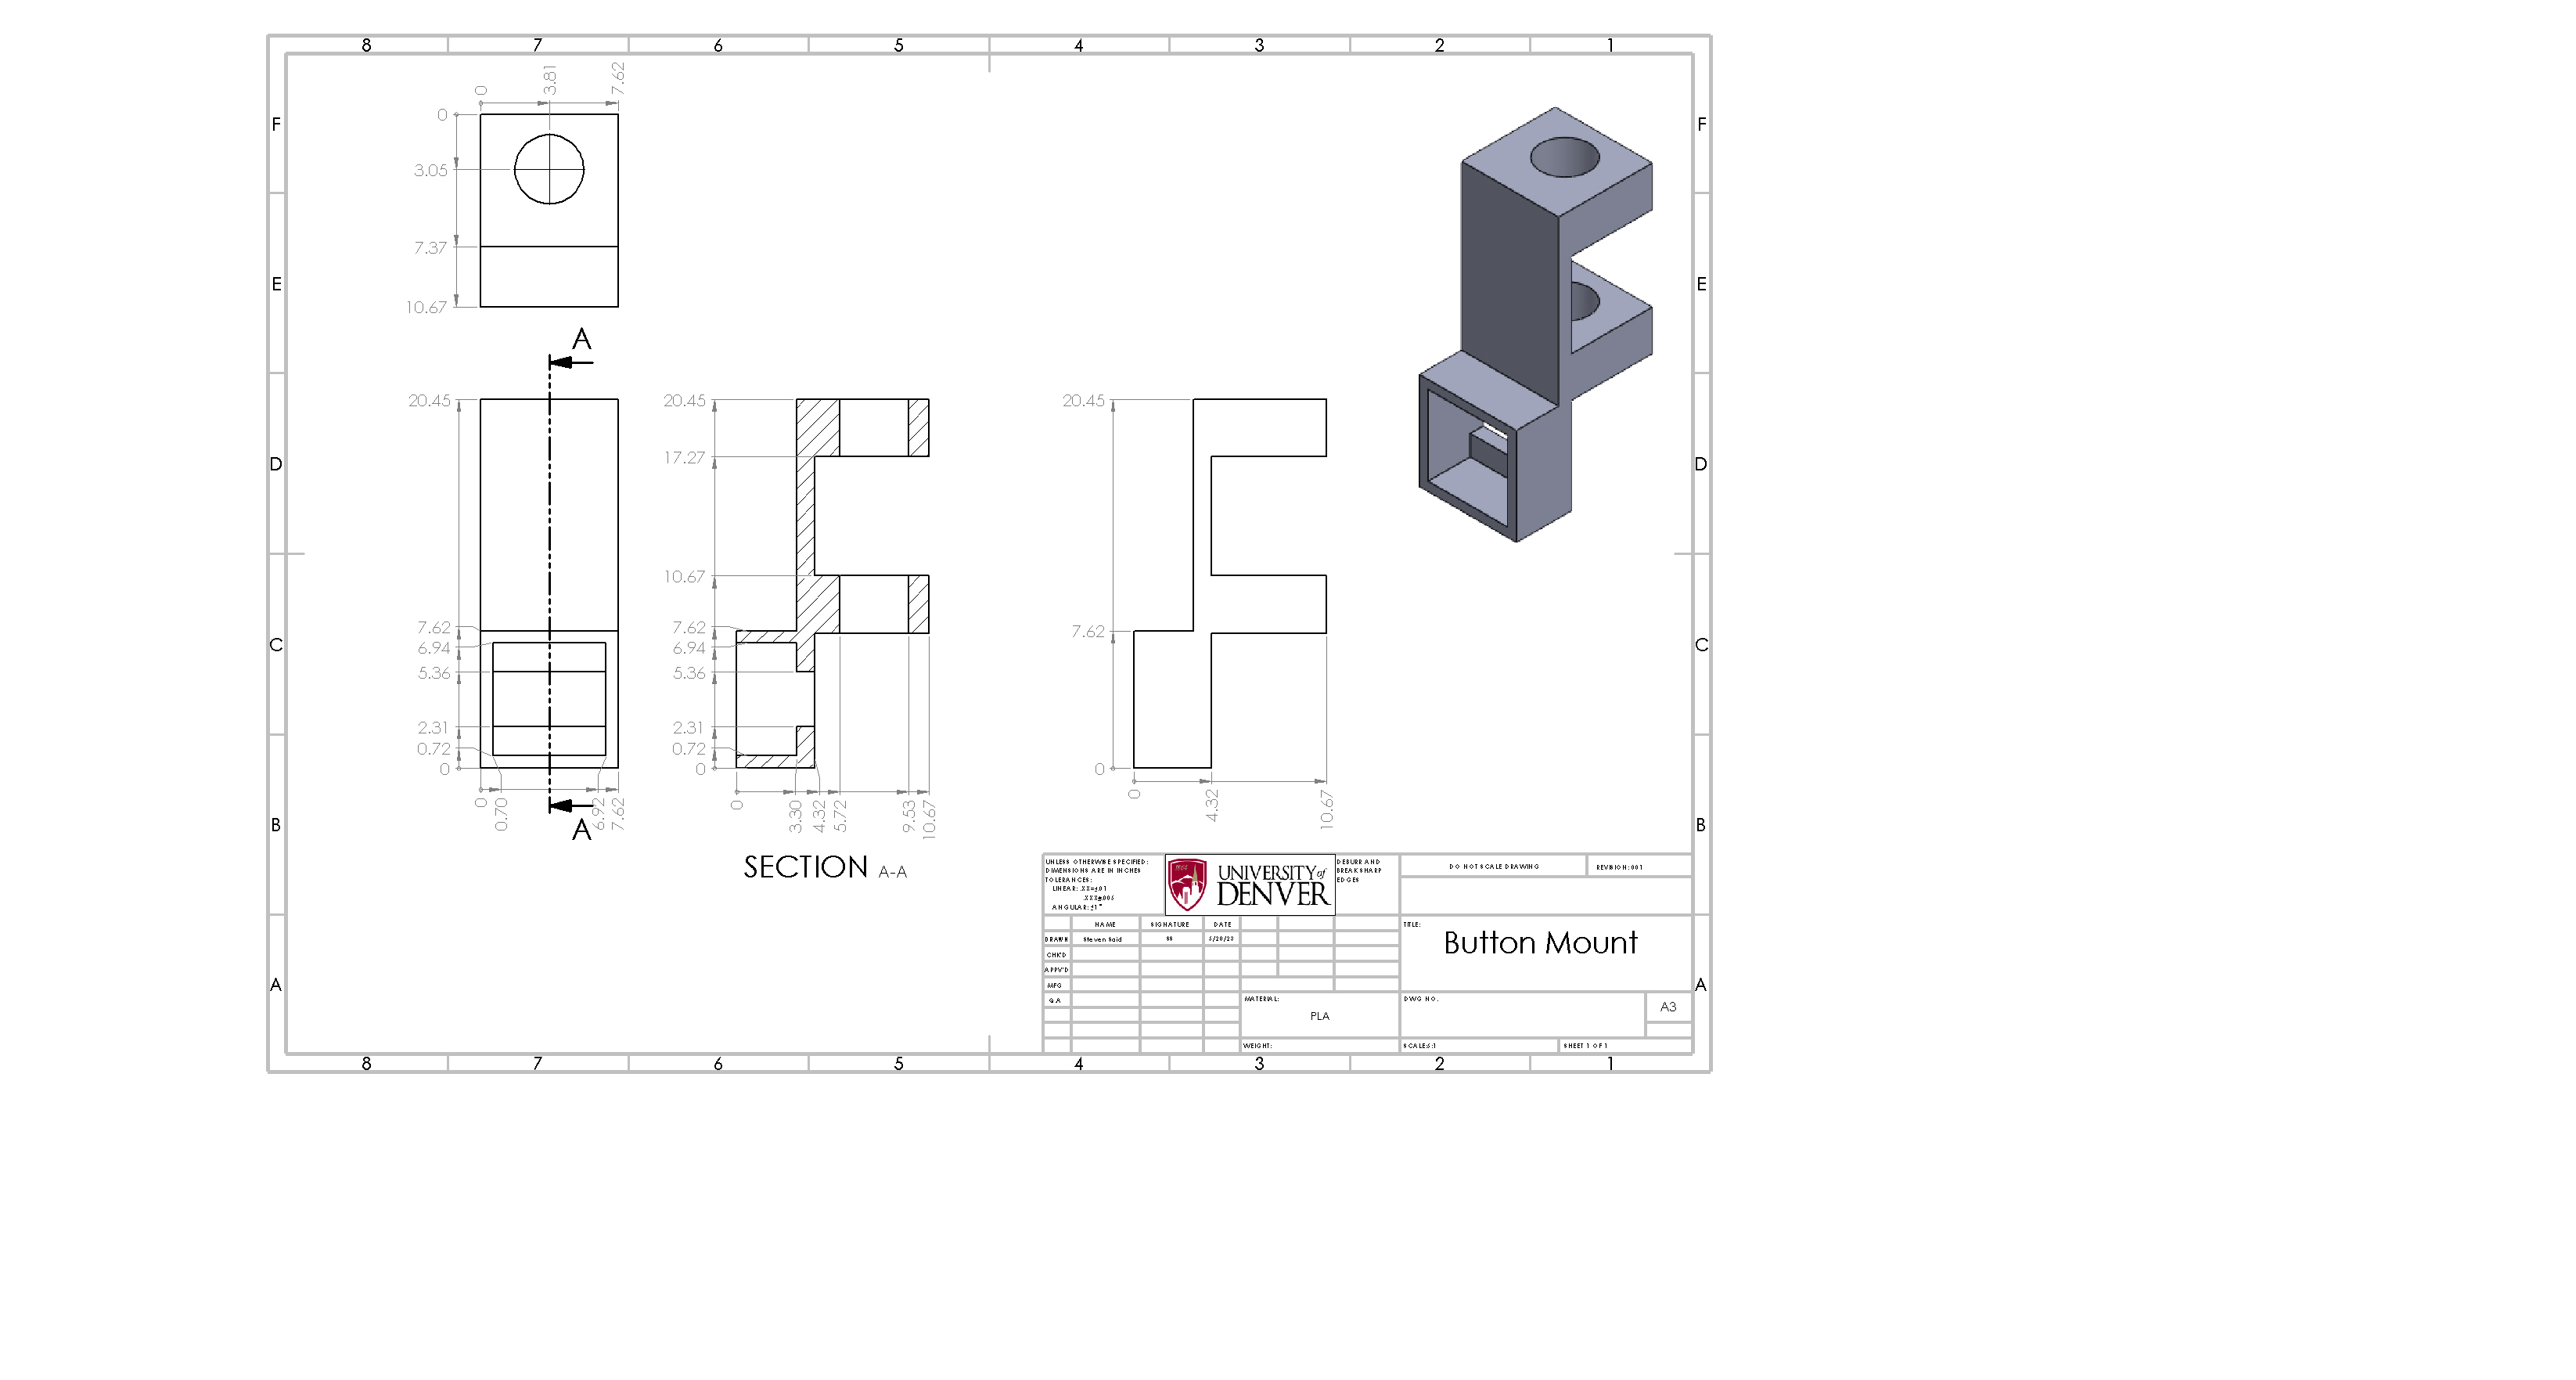 8 7 6 5 4 3 2 1
F F
E E
D D
C C
B B
A A
0 3.81 7.62
0
3.05
7.37
10.67
A
20.45
7.62
6.94
5.36
2.31
0.72
0
0 0.70 6.92 7.62
A
20.45
17.27
10.67
7.62
6.94
5.36
2.31
0.72
0
0 3.30 4.32 5.72 9.53 10.67
SECTION A-A
20.45
7.62
0
0 4.32 10.67
UNLESS OTHERWISE SPECIFIED:
DIMENSIONS ARE IN INCHES
TOLERANCES:
LINEAR: .XX=±.01
.XXX±.005
ANGULAR: ±1°
1864
UNIVERSITY of
DENVER
DEBURR AND
BREAK SHARP
EDGES
DO NOT SCALE DRAWING
REVISION: 001
NAME SIGNATURE DATE
DRAWN Steven Said SS
CHK'D
APPV'D
MFG
Q.A
TITLE:
Button Mount
MATERIAL:
PLA
DWG NO.
A3
WEIGHT:
SCALE:5:1
SHEET 1 OF 1
8 7 6 5 4 3 2 1